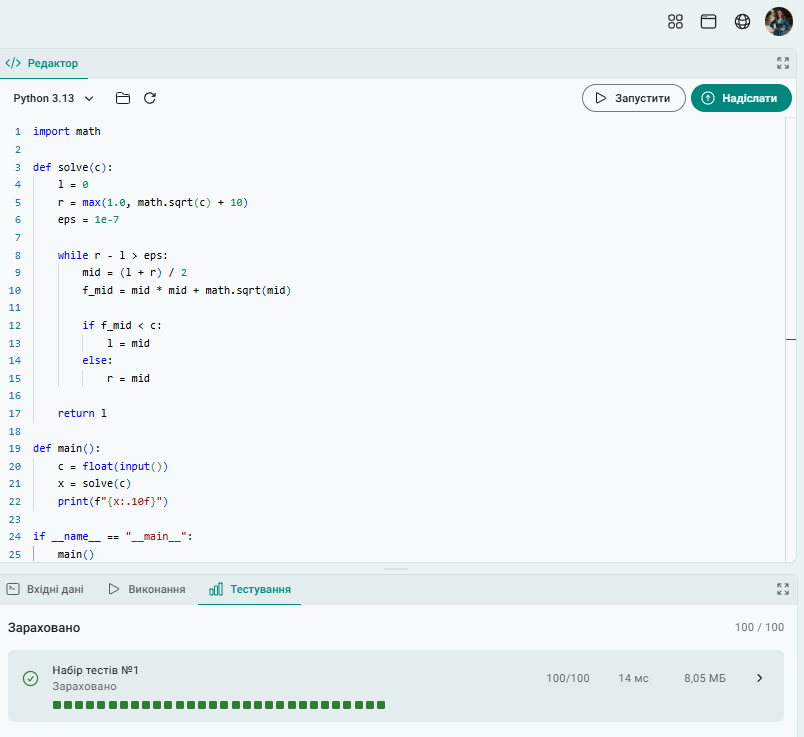 </> Редактор
Python 3.13
Запустити
Надіслати
1 import math
2
3 def solve(c):
4     l = 0
5     r = max(1.0, math.sqrt(c) + 10)
6     eps = 1e-7
7
8     while r - l > eps:
9         mid = (l + r) / 2
10         f_mid = mid * mid + math.sqrt(mid)
11
12         if f_mid < c:
13             l = mid
14         else:
15             r = mid
16
17     return l
18
19 def main():
20     c = float(input())
21     x = solve(c)
22     print(f"{x:.10f}")
23
24 if __name__ == "__main__":
25     main()
Вхідні дані
Виконання
Тестування
Зараховано 100 / 100
Набір тестів №1
Зараховано
100/100 14 мс 8,05 МБ